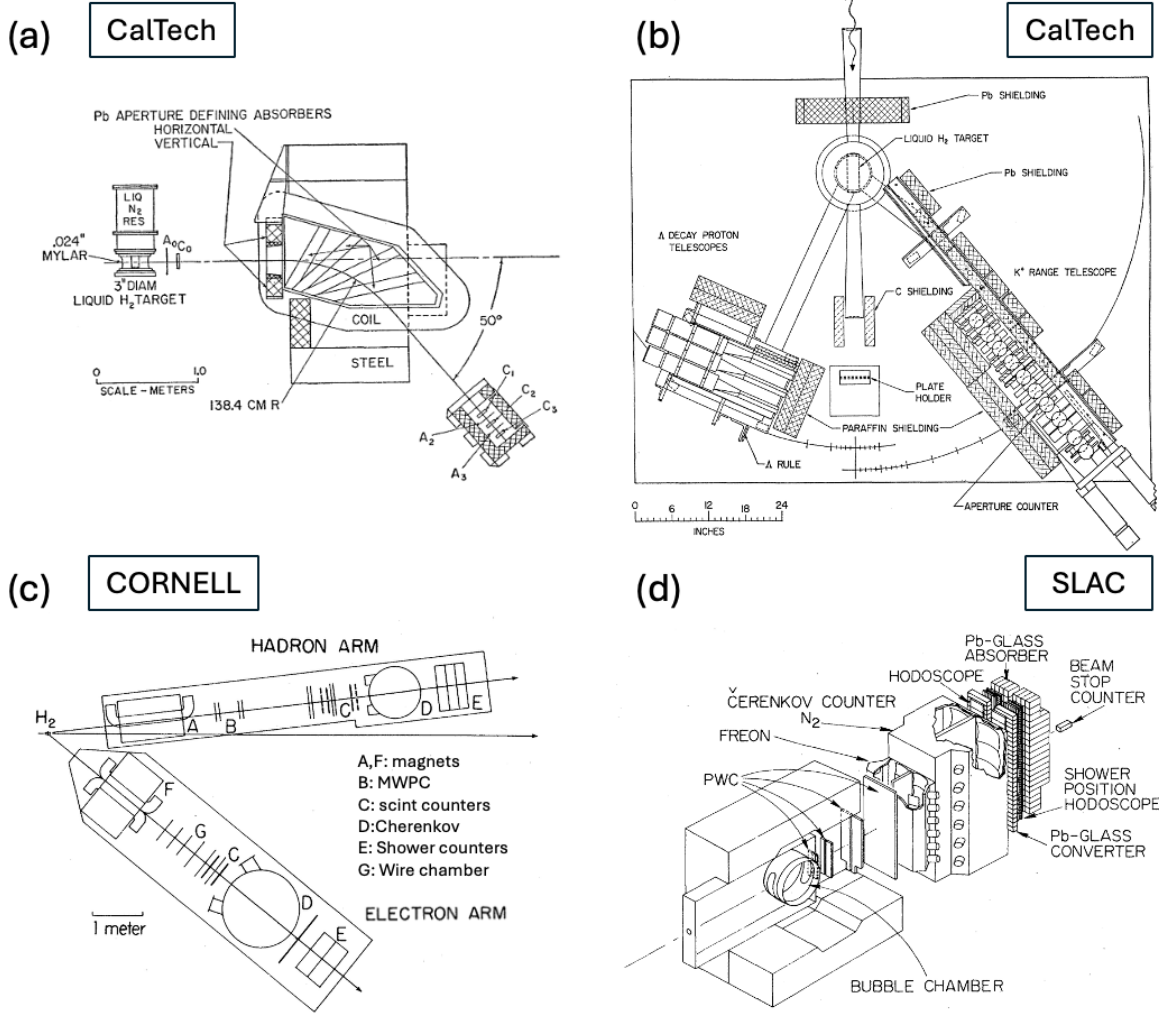 (a)
CalTech
Pb APERTURE DEFINING ABSORBERS
HORIZONTAL
VERTICAL
LIQ
N₂
RES
.024"
MYLAR
A₀C₀
3"DIAM
LIQUID H₂ TARGET
COIL
50°
STEEL
0 1.0
SCALE – METERS
138.4 CM R
C₁
C₂
C₃
A₂
A₃
(b)
CalTech
Pb SHIELDING
LIQUID H₂ TARGET
Pb SHIELDING
Λ DECAY PROTON
TELESCOPES
K⁺ RANGE TELESCOPE
C SHIELDING
PLATE
HOLDER
PARAFFIN SHIELDING
Λ RULE
APERTURE COUNTER
0 6 12 18 24
INCHES
(c)
CORNELL
HADRON ARM
H₂
A
B
C
D
E
F
G
C
D
E
A,F: magnets
B: MWPC
C: scint counters
D:Cherenkov
E: Shower counters
G: Wire chamber
ELECTRON ARM
1 meter
(d)
SLAC
Pb-GLASS
ABSORBER
HODOSCOPE
BEAM
STOP
COUNTER
ČERENKOV COUNTER
N₂
FREON
PWC
SHOWER
POSITION
HODOSCOPE
Pb-GLASS
CONVERTER
BUBBLE CHAMBER